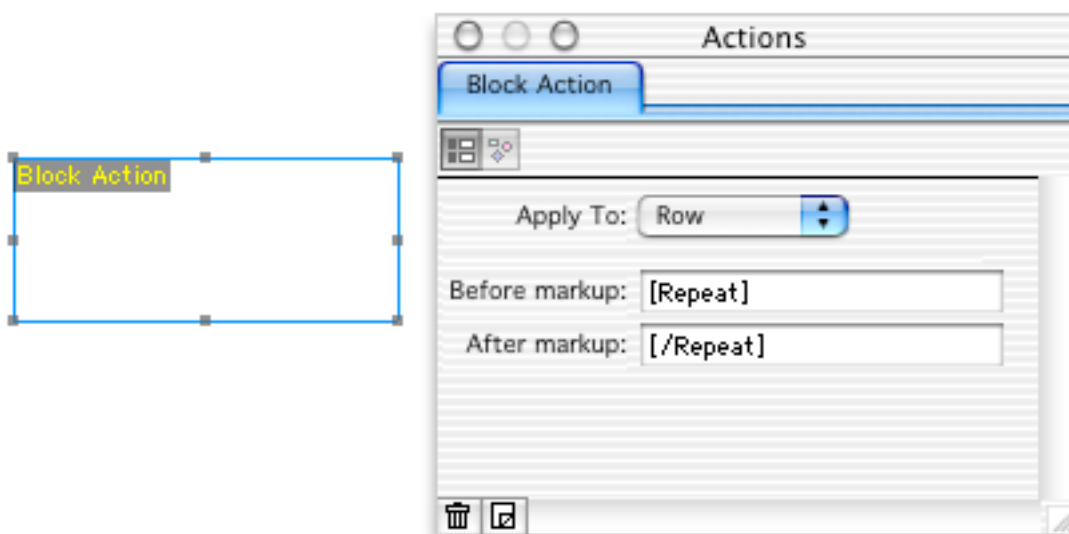 Actions
Block Action
Block Action
Apply To: Row
Before markup: [Repeat]
After markup: [/Repeat]